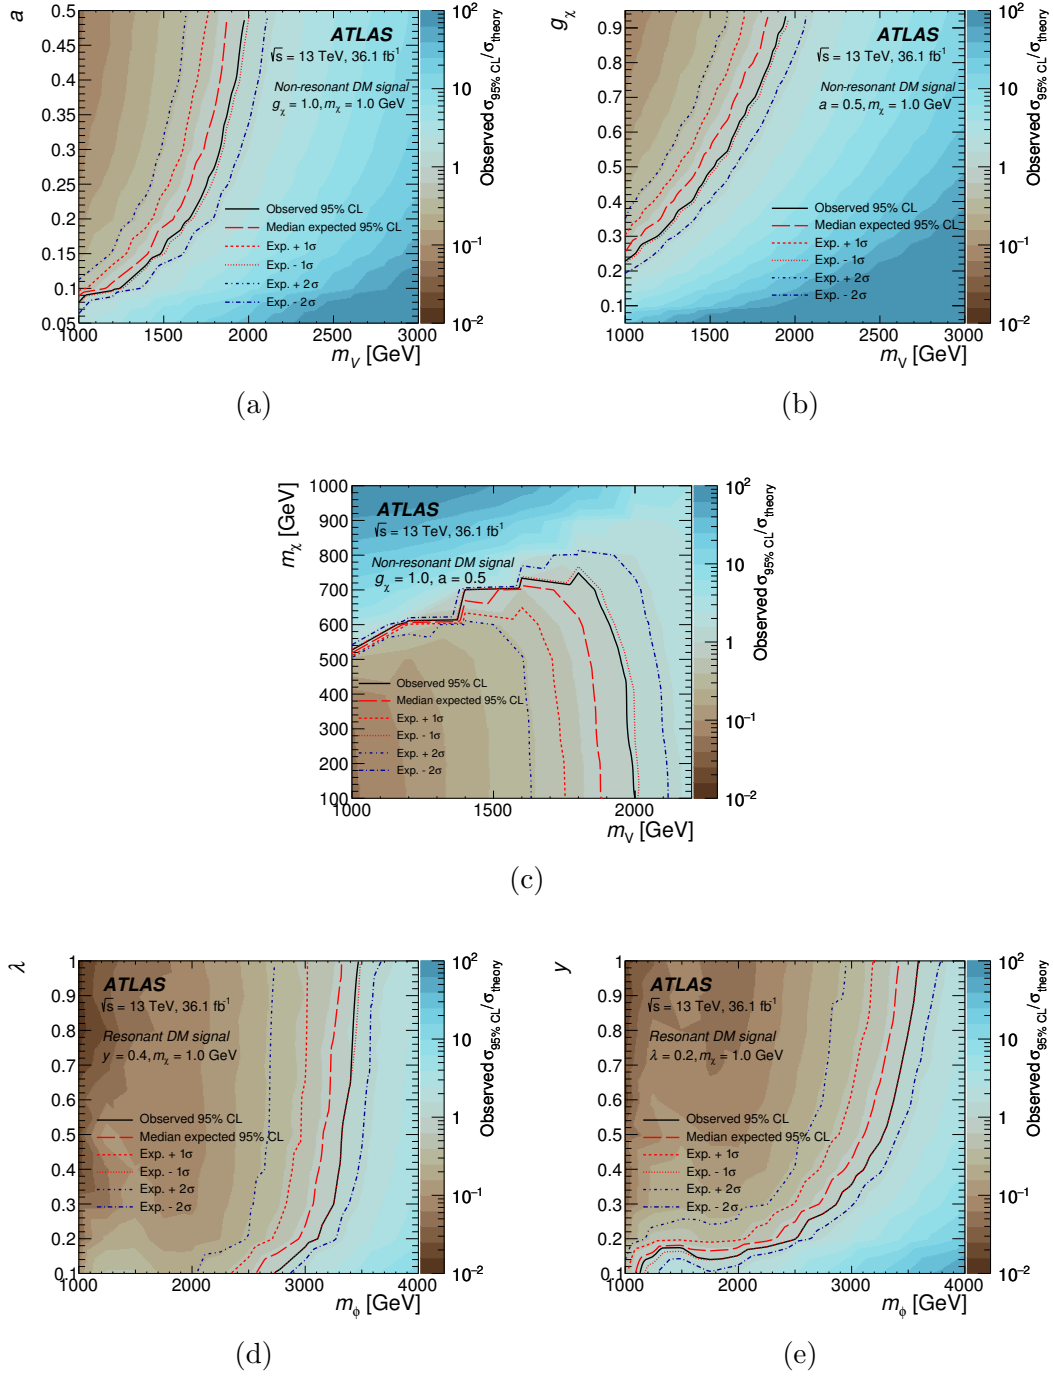 a
0.5
0.45
0.4
0.35
0.3
0.25
0.2
0.15
0.1
0.05
1000 1500 2000 2500 3000
m_V [GeV]
ATLAS
√s = 13 TeV, 36.1 fb⁻¹
Non-resonant DM signal
g_χ = 1.0, m_χ = 1.0 GeV
Observed 95% CL
Median expected 95% CL
Exp. + 1σ
Exp. - 1σ
Exp. + 2σ
Exp. - 2σ
10²
10
1
10⁻¹
10⁻²
Observed σ_95% CL/σ_theory
(a)
g_χ
0.9
0.8
0.7
0.6
0.5
0.4
0.3
0.2
0.1
1000 1500 2000 2500 3000
m_V [GeV]
ATLAS
√s = 13 TeV, 36.1 fb⁻¹
Non-resonant DM signal
a = 0.5, m_χ = 1.0 GeV
Observed 95% CL
Median expected 95% CL
Exp. + 1σ
Exp. - 1σ
Exp. + 2σ
Exp. - 2σ
10²
10
1
10⁻¹
10⁻²
Observed σ_95% CL/σ_theory
(b)
m_χ [GeV]
1000
900
800
700
600
500
400
300
200
100
1000 1500 2000
m_V [GeV]
ATLAS
√s = 13 TeV, 36.1 fb⁻¹
Non-resonant DM signal
g_χ = 1.0, a = 0.5
Observed 95% CL
Median expected 95% CL
Exp. + 1σ
Exp. - 1σ
Exp. + 2σ
Exp. - 2σ
10²
10
1
10⁻¹
10⁻²
Observed σ_95% CL/σ_theory
(c)
λ
1
0.9
0.8
0.7
0.6
0.5
0.4
0.3
0.2
0.1
1000 1500 2000 2500 3000 3500 4000
m_ϕ [GeV]
ATLAS
√s = 13 TeV, 36.1 fb⁻¹
Resonant DM signal
y = 0.4, m_χ = 1.0 GeV
Observed 95% CL
Median expected 95% CL
Exp. + 1σ
Exp. - 1σ
Exp. + 2σ
Exp. - 2σ
10²
10
1
10⁻¹
10⁻²
Observed σ_95% CL/σ_theory
(d)
y
1
0.9
0.8
0.7
0.6
0.5
0.4
0.3
0.2
0.1
1000 2000 3000 4000
m_ϕ [GeV]
ATLAS
√s = 13 TeV, 36.1 fb⁻¹
Resonant DM signal
λ = 0.2, m_χ = 1.0 GeV
Observed 95% CL
Median expected 95% CL
Exp. + 1σ
Exp. - 1σ
Exp. + 2σ
Exp. - 2σ
10²
10
1
10⁻¹
10⁻²
Observed σ_95% CL/σ_theory
(e)